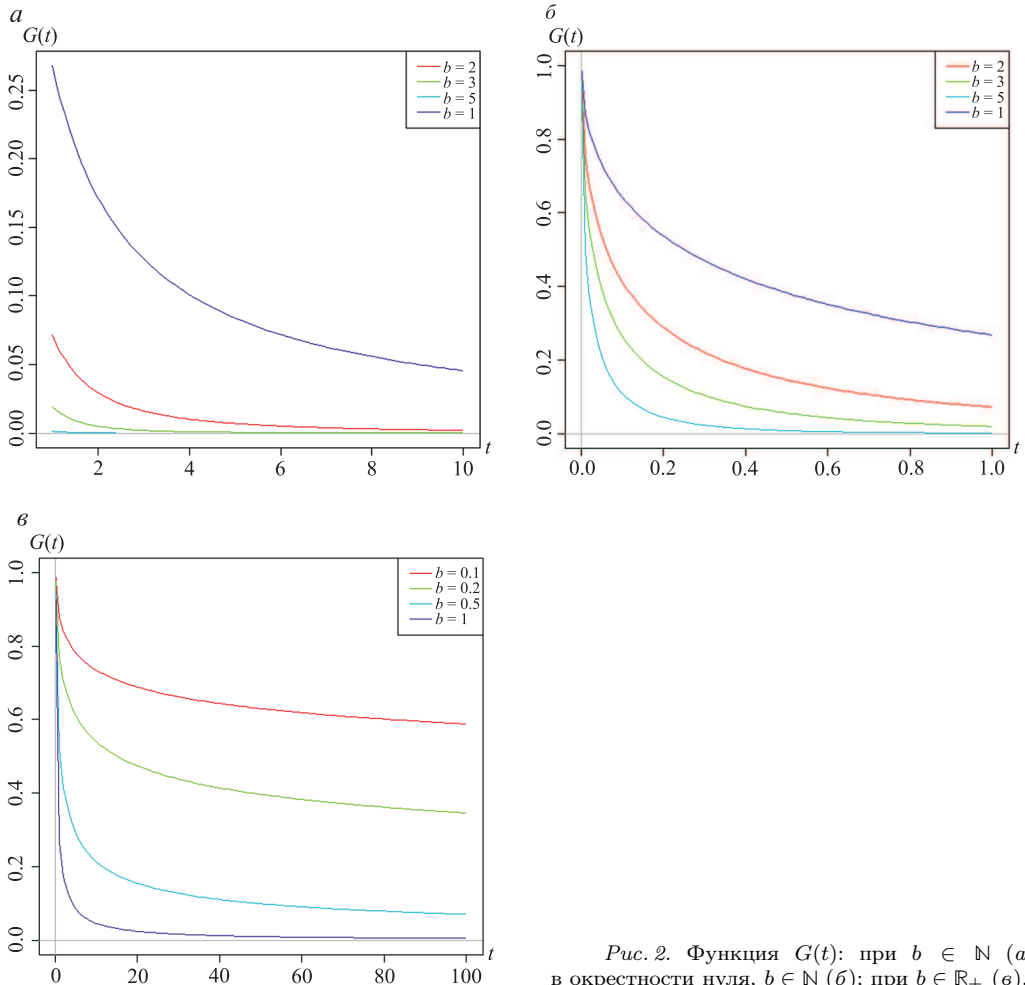 а
G(t)
b = 2
b = 3
b = 5
b = 1
0.25
0.20
0.15
0.10
0.05
0.00
2 4 6 8 10 t
б
G(t)
b = 2
b = 3
b = 5
b = 1
1.0
0.8
0.6
0.4
0.2
0.0
0.0 0.2 0.4 0.6 0.8 1.0 t
в
G(t)
b = 0.1
b = 0.2
b = 0.5
b = 1
1.0
0.8
0.6
0.4
0.2
0.0
0 20 40 60 80 100 t
Рис. 2. Функция G(t): при b ∈ ℕ (а
в окрестности нуля, b ∈ ℕ (б); при b ∈ ℝ₊ (в).